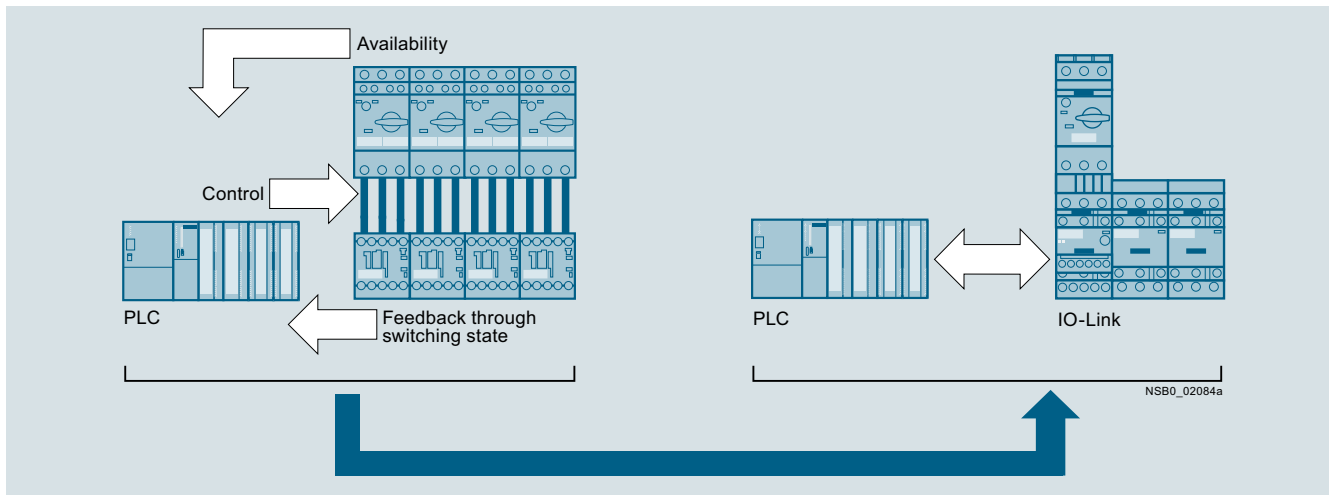 Availability
Control
PLC
Feedback through
switching state
PLC
IO-Link
NSB0_02084a